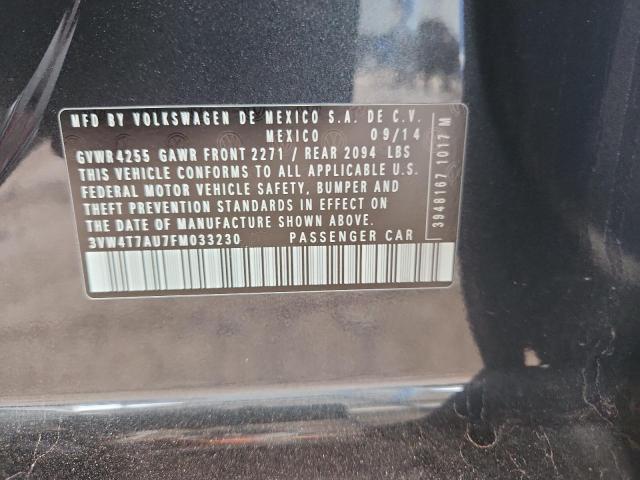 MFD BY VOLKSWAGEN DE MEXICO S.A. DE C.V.
MEXICO 09/14
GVWR 4255 GAWR FRONT 2271 / REAR 2094 LBS
THIS VEHICLE CONFORMS TO ALL APPLICABLE U.S.
FEDERAL MOTOR VEHICLE SAFETY, BUMPER AND
THEFT PREVENTION STANDARDS IN EFFECT ON
THE DATE OF MANUFACTURE SHOWN ABOVE.
3VW4T7AU7FM033230 PASSENGER CAR
3948167 1017 M